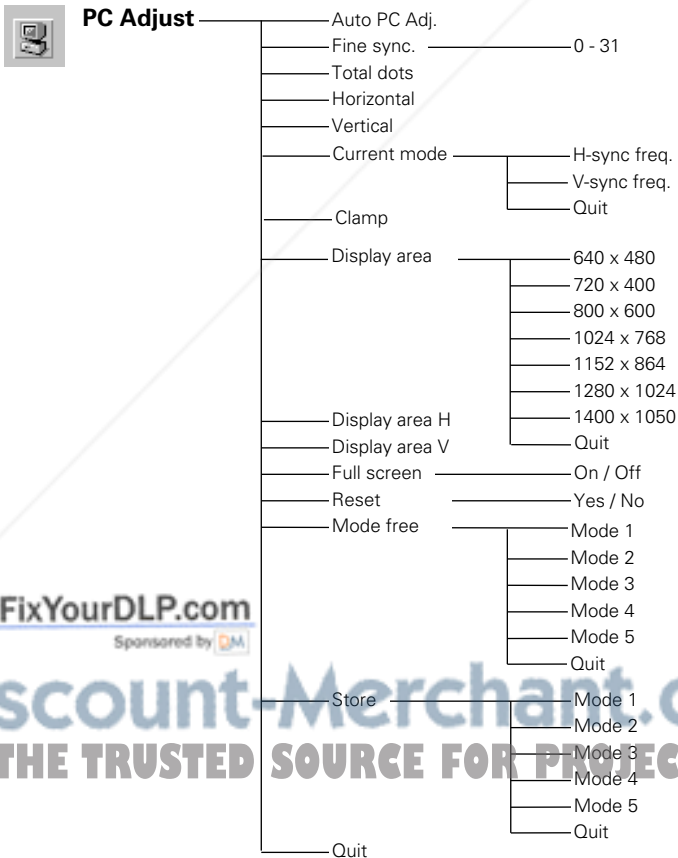 PC Adjust
Auto PC Adj.
Fine sync.
0 - 31
Total dots
Horizontal
Vertical
Current mode
H-sync freq.
V-sync freq.
Quit
Clamp
Display area
640 x 480
720 x 400
800 x 600
1024 x 768
1152 x 864
1280 x 1024
1400 x 1050
Quit
Display area H
Display area V
Full screen
On / Off
Reset
Yes / No
Mode free
Mode 1
Mode 2
Mode 3
Mode 4
Mode 5
Quit
FixYourDLP.com
Sponsored by DM
Store
Mode 1
Mode 2
Mode 3
Mode 4
Mode 5
Quit
scount-Merchant.c
THE TRUSTED SOURCE FOR PROJEC
Quit